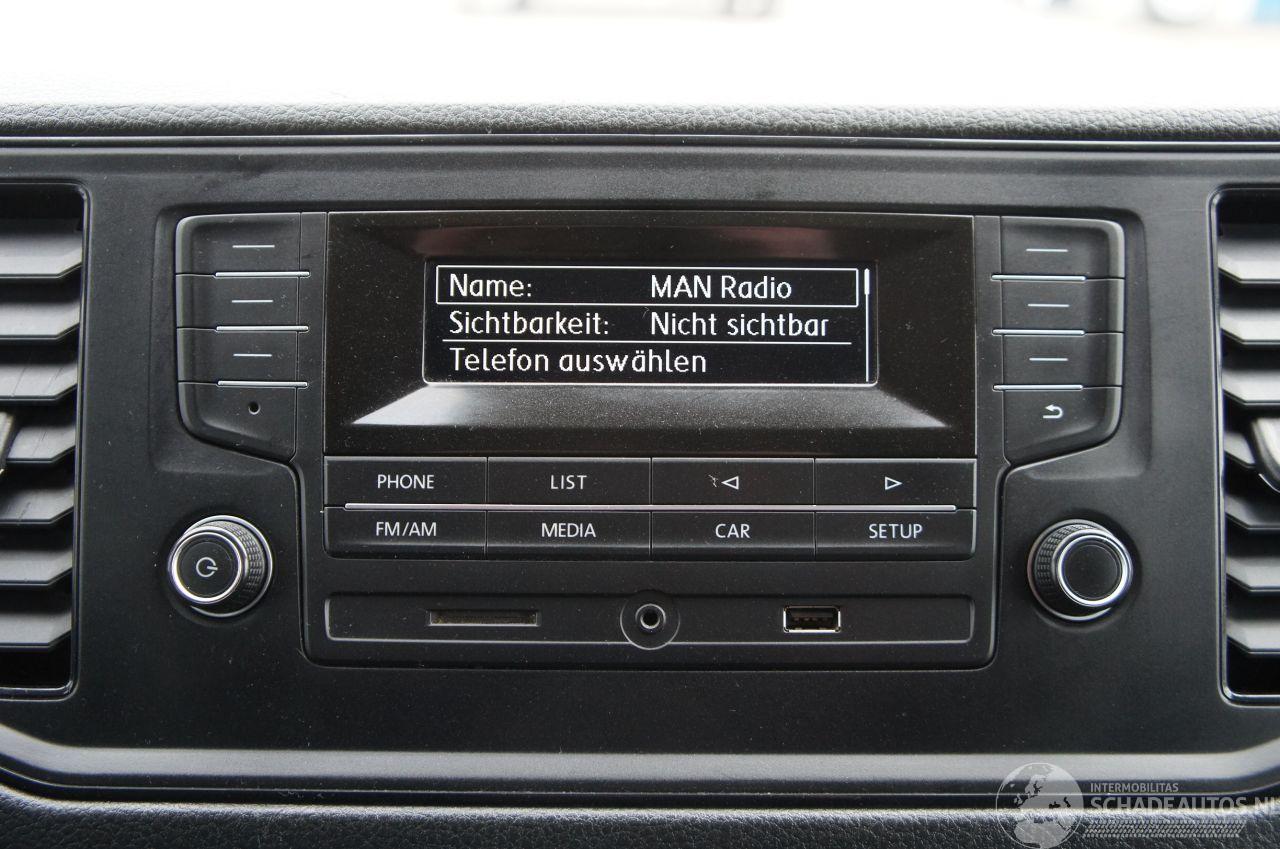 Name: MAN Radio
Sichtbarkeit: Nicht sichtbar
Telefon auswählen
PHONE LIST
FM/AM MEDIA CAR SETUP
INTERMOBILITAS
SCHADEAUTOS.NL